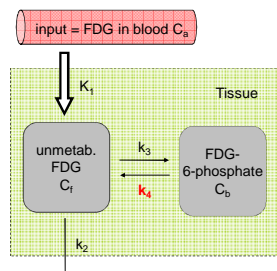 input = FDG in blood Ca
K1
Tissue
unmetab.
FDG
Cf
k3
k4
FDG-
6-phosphate
Cb
k2